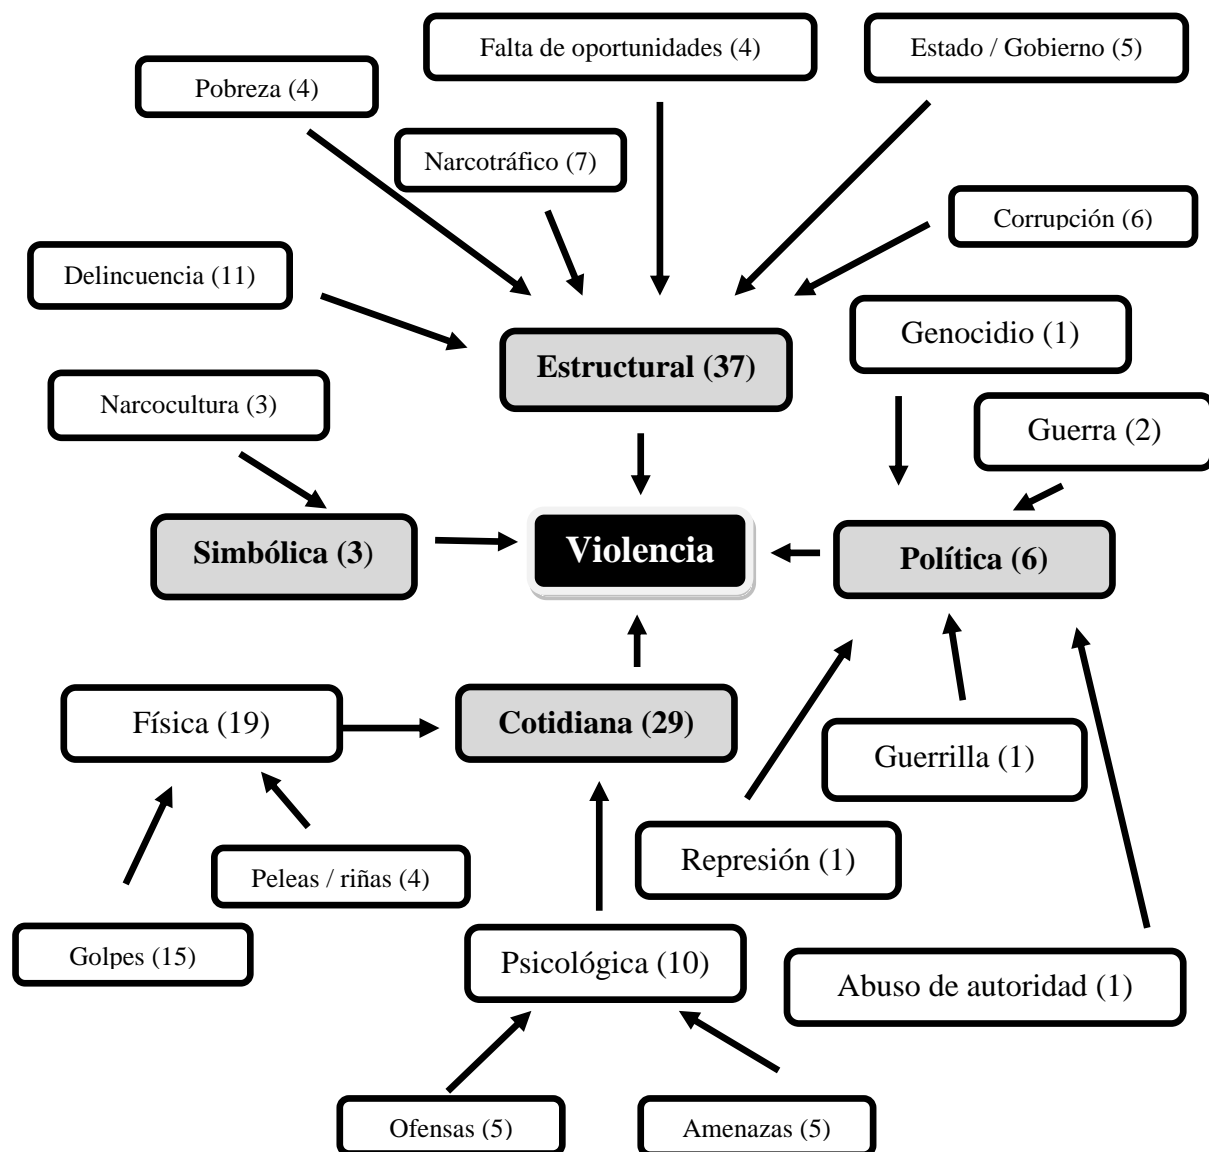 Falta de oportunidades (4)
Estado / Gobierno (5)
Pobreza (4)
Narcotráfico (7)
Corrupción (6)
Delincuencia (11)
Genocidio (1)
Estructural (37)
Narcocultura (3)
Guerra (2)
Simbólica (3)
Violencia
Política (6)
Física (19)
Cotidiana (29)
Guerrilla (1)
Represión (1)
Peleas / riñas (4)
Golpes (15)
Psicológica (10)
Abuso de autoridad (1)
Ofensas (5)
Amenazas (5)